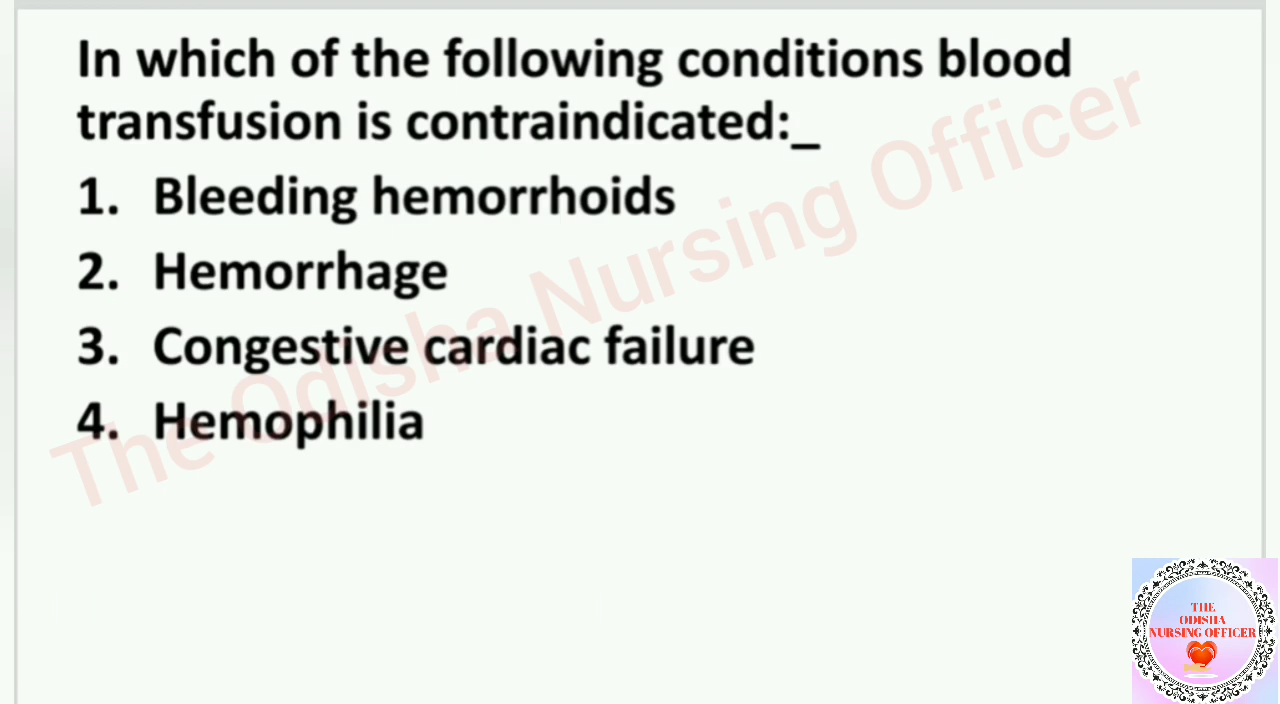 In which of the following conditions blood
transfusion is contraindicated:_
1. Bleeding hemorrhoids
2. Hemorrhage
3. Congestive cardiac failure
4. Hemophilia
The Odisha Nursing Officer
THE
ODISHA
NURSING OFFICER